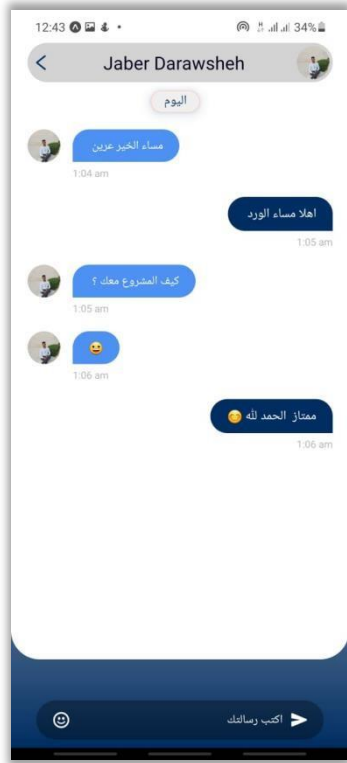 12:43
34%
Jaber Darawsheh
اليوم
مساء الخير عرين
1:04 am
اهلا مساء الورد
1:05 am
كيف المشروع معك ؟
1:05 am
😆
1:06 am
ممتاز الحمد لله 😊
1:06 am
اكتب رسالتك